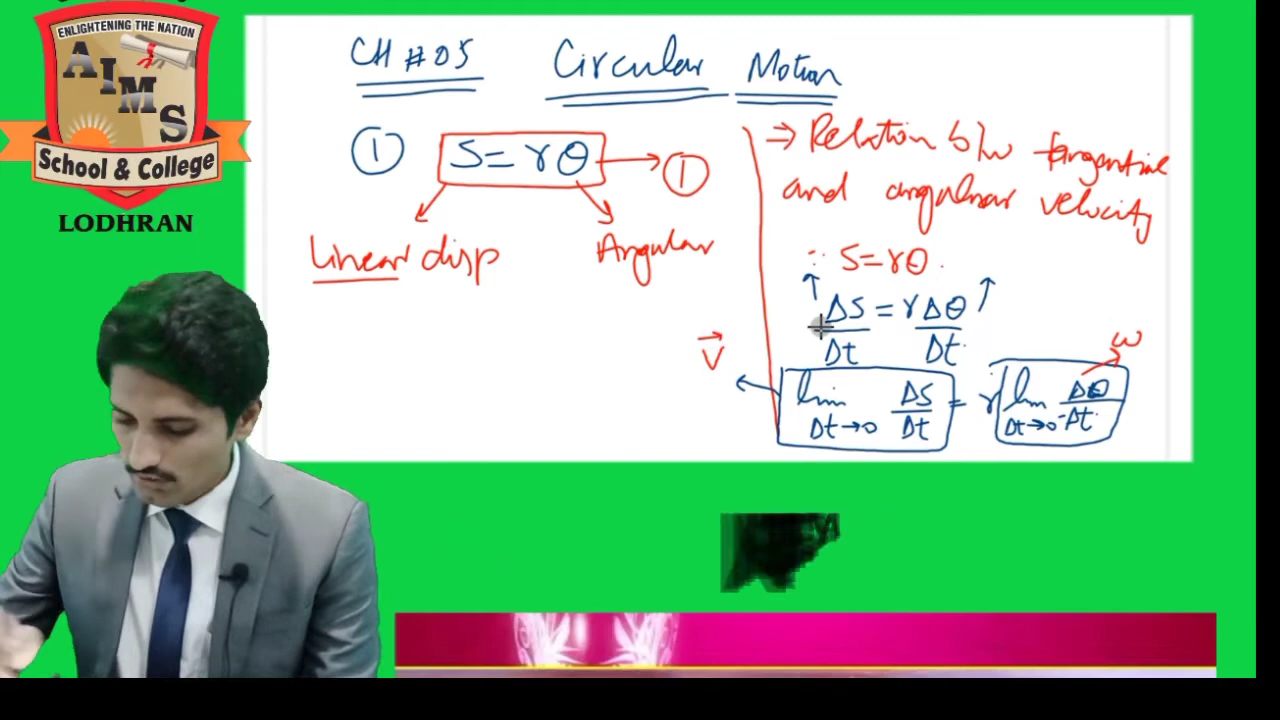 ENLIGHTENING THE NATION
AIMS
School & College
LODHRAN
CH # 05 Circular Motion
① S = rθ → ①
Linear disp Angular
⇒ Relation b/w tangential
and angular velocity
∵ S = rθ.
ΔS/Δt = r Δθ/Δt
V⃗ ω
lim Δt→0 ΔS/Δt = r lim Δt→0 Δθ/Δt